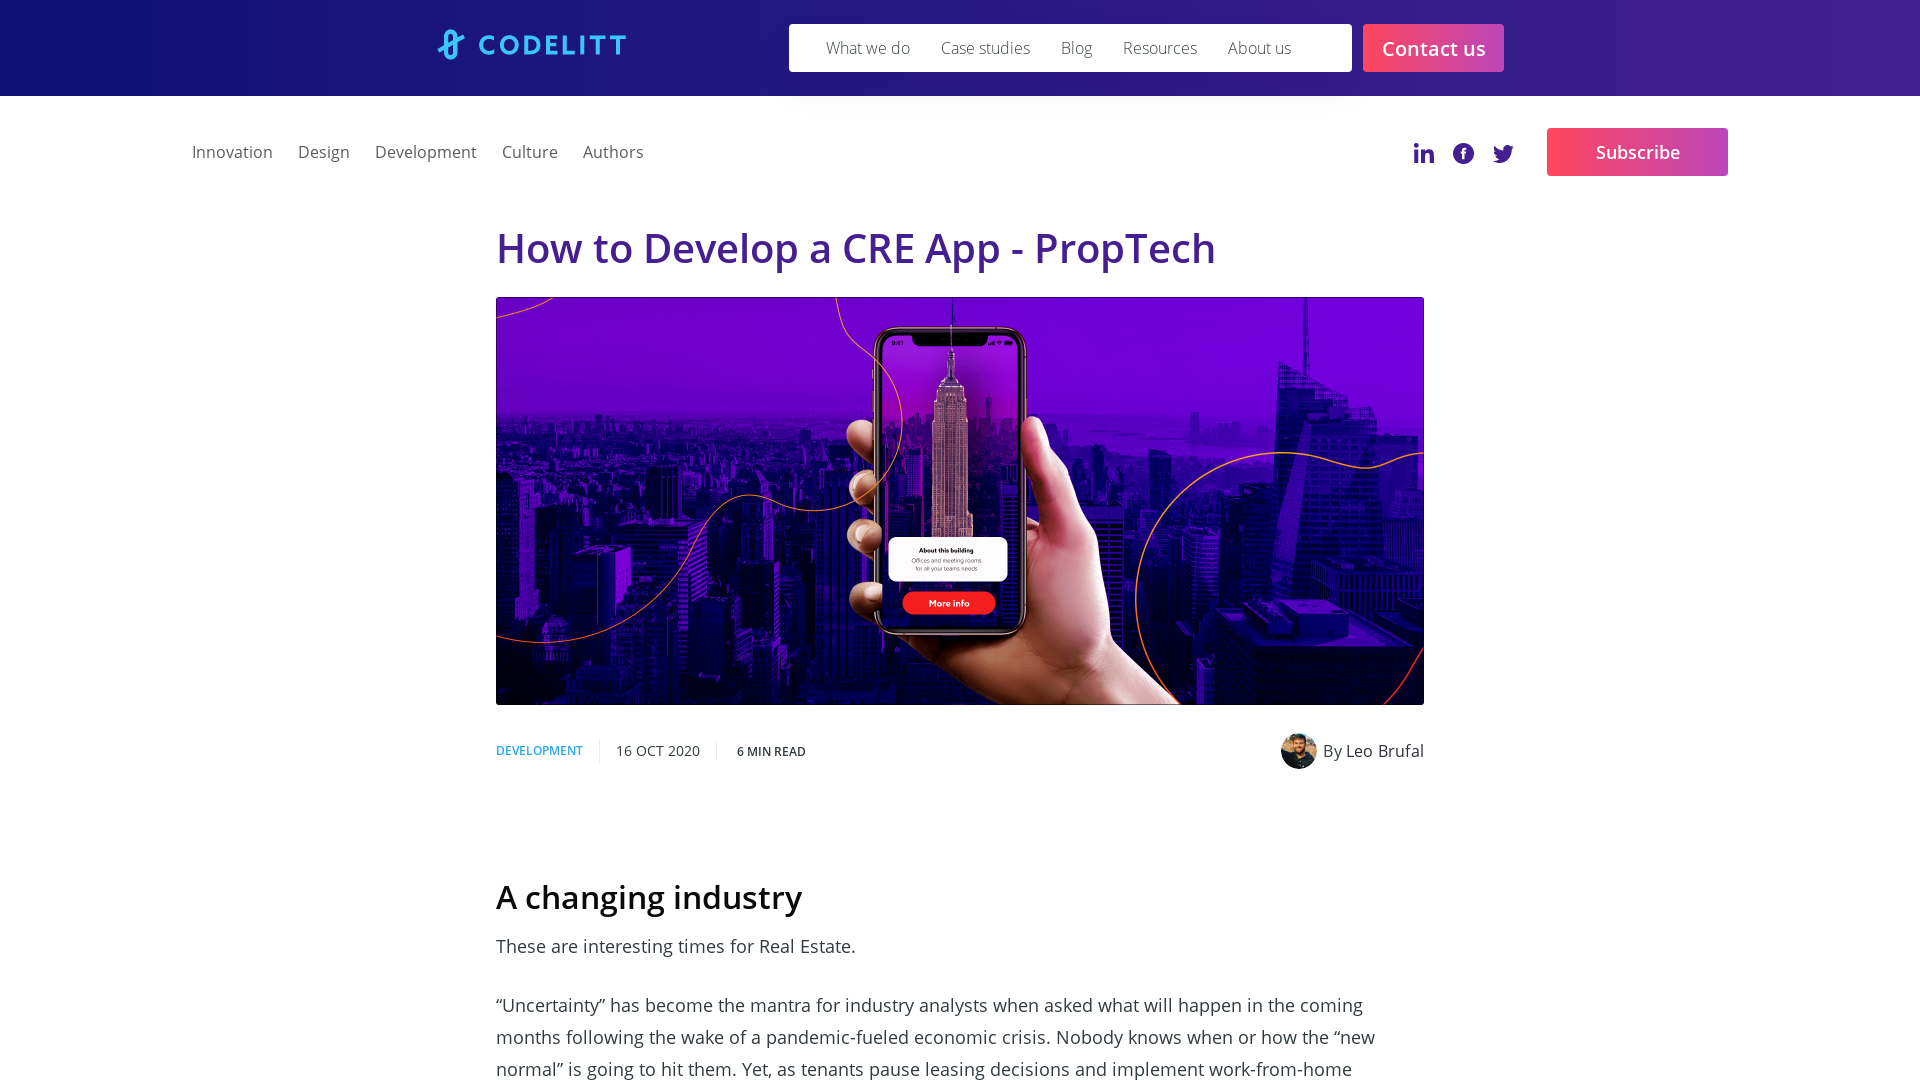 CODELITT
What we do Case studies Blog Resources About us
Contact us
Innovation Design Development Culture Authors
Subscribe
How to Develop a CRE App - PropTech
9:41
About this building
Offices and meeting rooms
for all your teams needs
More info
DEVELOPMENT 16 OCT 2020 6 MIN READ
By Leo Brufal
A changing industry
These are interesting times for Real Estate.
“Uncertainty” has become the mantra for industry analysts when asked what will happen in the coming
months following the wake of a pandemic-fueled economic crisis. Nobody knows when or how the “new
normal” is going to hit them. Yet, as tenants pause leasing decisions and implement work-from-home